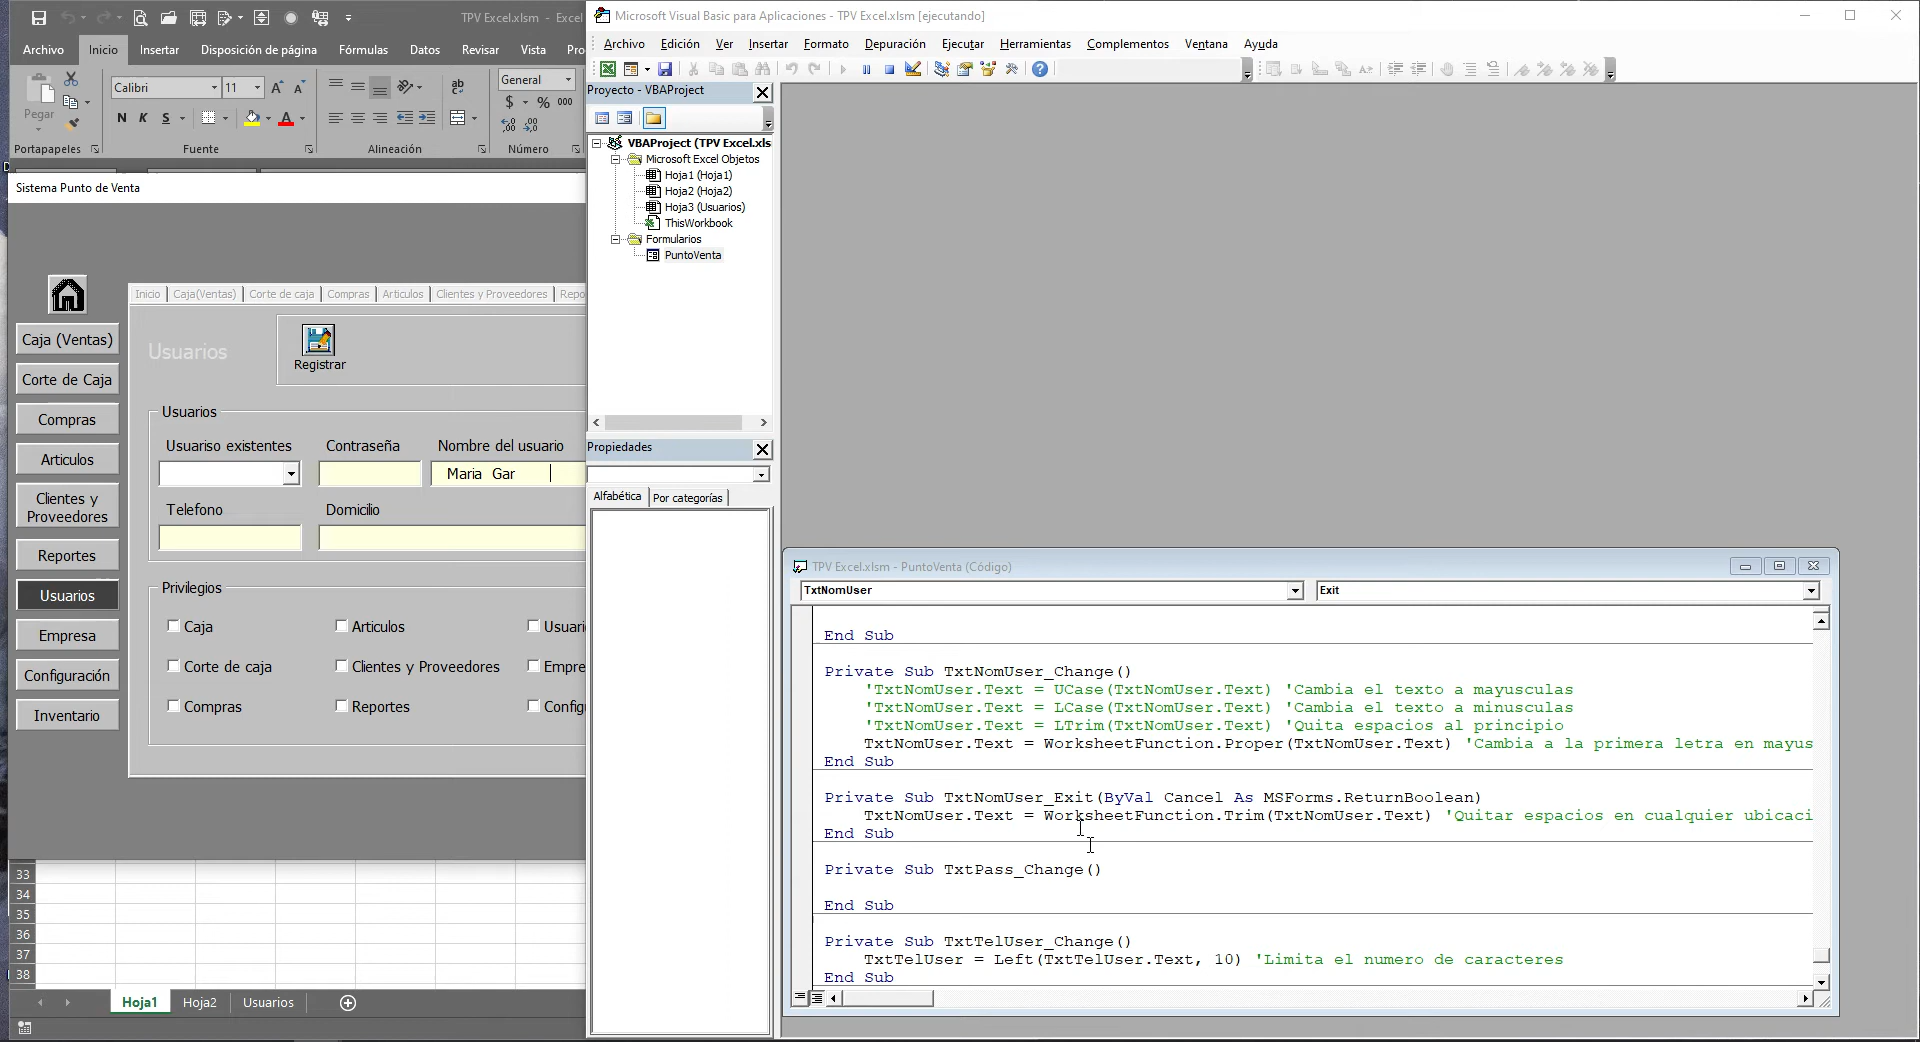 TPV Excel.xlsm - Excel
Archivo Inicio Insertar Disposición de página Fórmulas Datos Revisar Vista Pro
Pegar
Calibri 11
N K S
General
$ % 000
Portapapeles Fuente Alineación Número
Sistema Punto de Venta
Caja (Ventas)
Corte de Caja
Compras
Articulos
Clientes y
Proveedores
Reportes
Usuarios
Empresa
Configuración
Inventario
Inicio Caja(Ventas) Corte de caja Compras Articulos Clientes y Proveedores Repo
Usuarios
Registrar
Usuarios
Usuariso existentes Contraseña Nombre del usuario
Maria Gar
Telefono Domicilio
Privilegios
Caja Articulos Usuari
Corte de caja Clientes y Proveedores Empre
Compras Reportes Config
33
34
35
36
37
38
Hoja1 Hoja2 Usuarios
Microsoft Visual Basic para Aplicaciones - TPV Excel.xlsm [ejecutando]
Archivo Edición Ver Insertar Formato Depuración Ejecutar Herramientas Complementos Ventana Ayuda
Proyecto - VBAProject
VBAProject (TPV Excel.xls
Microsoft Excel Objetos
Hoja1 (Hoja1)
Hoja2 (Hoja2)
Hoja3 (Usuarios)
ThisWorkbook
Formularios
PuntoVenta
Propiedades
Alfabética Por categorías
TPV Excel.xlsm - PuntoVenta (Código)
TxtNomUser Exit
End Sub
Private Sub TxtNomUser_Change()
'TxtNomUser.Text = UCase(TxtNomUser.Text) 'Cambia el texto a mayusculas
'TxtNomUser.Text = LCase(TxtNomUser.Text) 'Cambia el texto a minusculas
'TxtNomUser.Text = LTrim(TxtNomUser.Text) 'Quita espacios al principio
TxtNomUser.Text = WorksheetFunction.Proper(TxtNomUser.Text) 'Cambia a la primera letra en mayus
End Sub
Private Sub TxtNomUser_Exit(ByVal Cancel As MSForms.ReturnBoolean)
TxtNomUser.Text = WorksheetFunction.Trim(TxtNomUser.Text) 'Quitar espacios en cualquier ubicaci
End Sub
Private Sub TxtPass_Change()
End Sub
Private Sub TxtTelUser_Change()
TxtTelUser = Left(TxtTelUser.Text, 10) 'Limita el numero de caracteres
End Sub